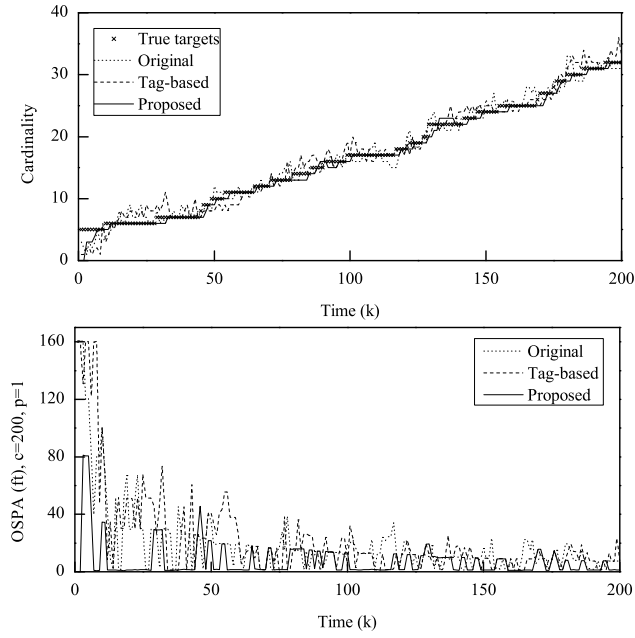 40
30
20
10
0
Cardinality
True targets
Original
Tag-based
Proposed
0 50 100 150 200
Time (k)
160
120
80
40
0
OSPA (ft), c=200, p=1
Original
Tag-based
Proposed
0 50 100 150 200
Time (k)